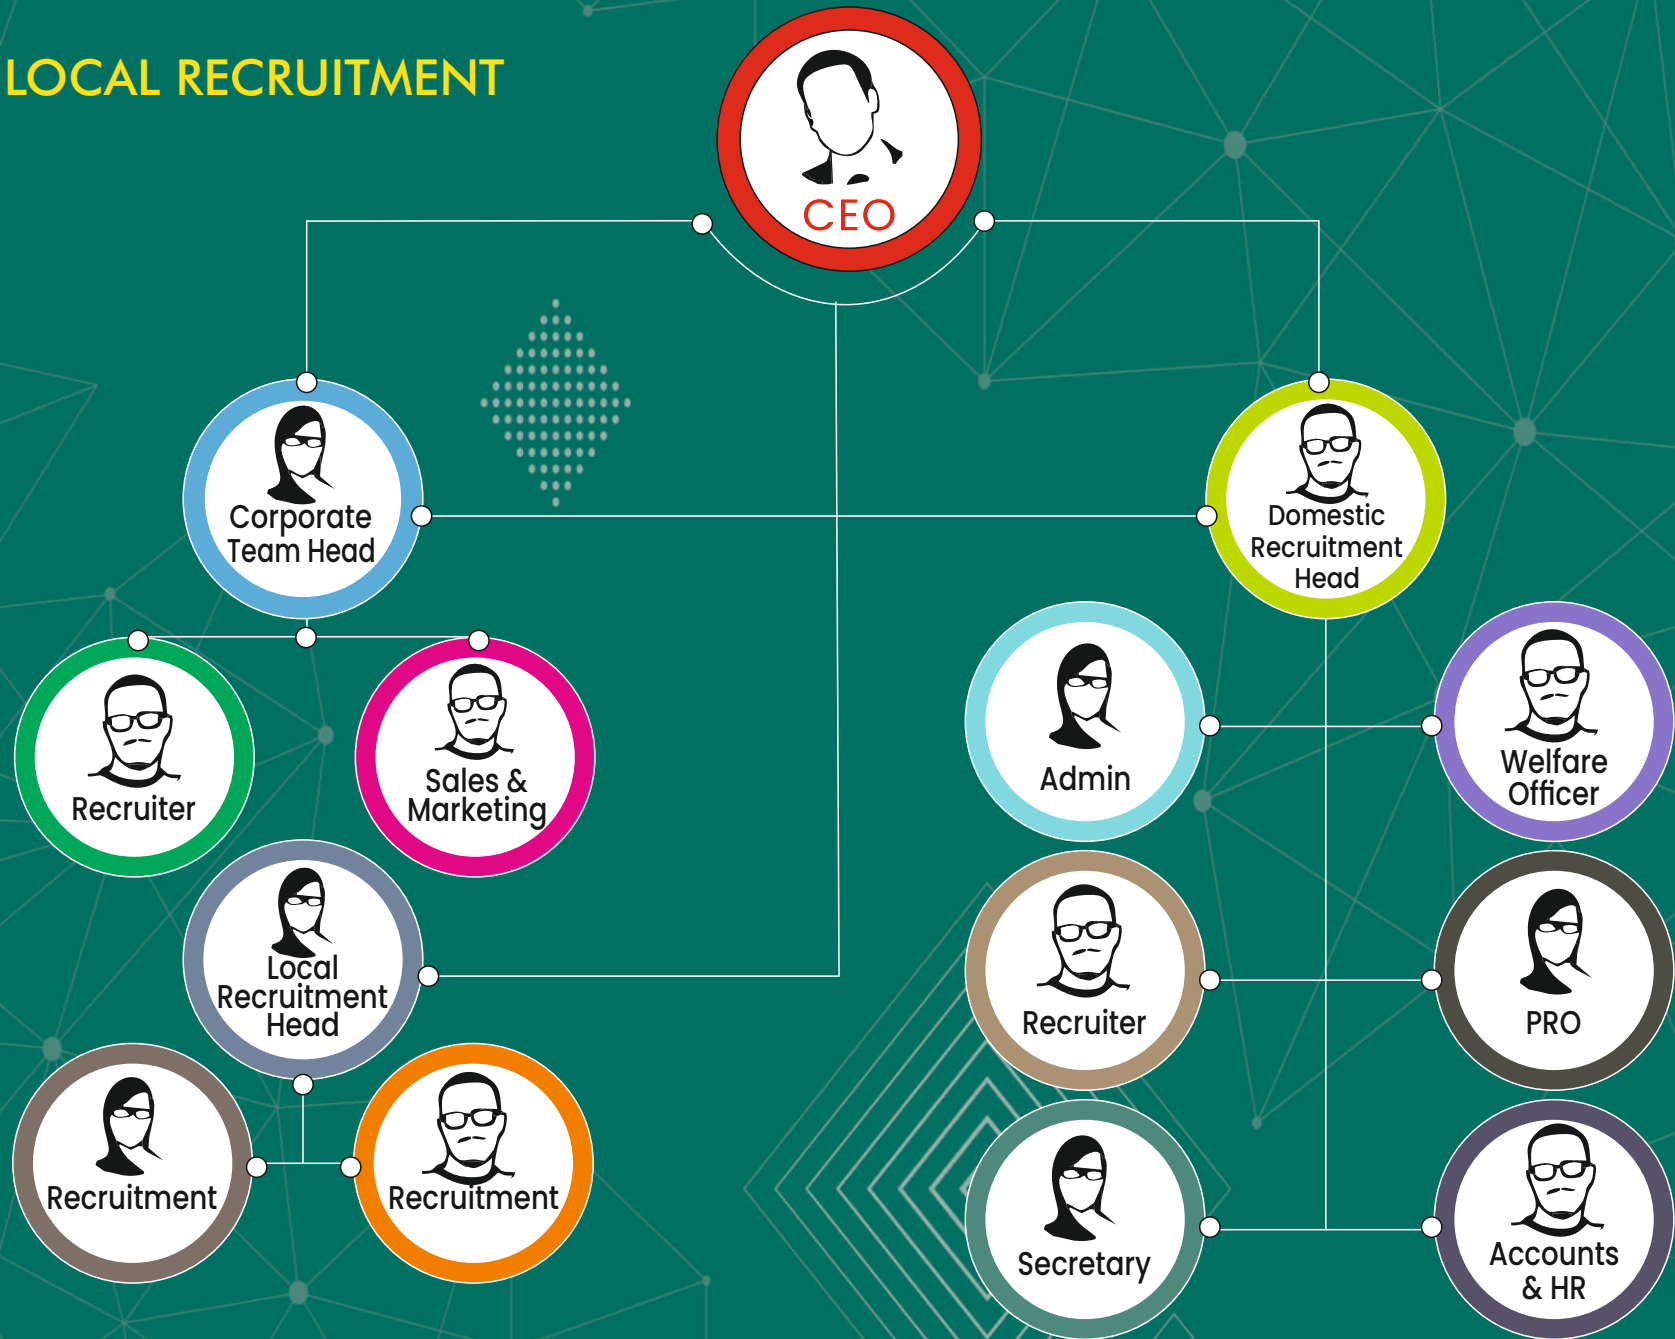 LOCAL RECRUITMENT
CEO
Corporate
Team Head
Domestic
Recruitment
Head
Recruiter
Sales &
Marketing
Admin
Welfare
Officer
Local
Recruitment
Head
Recruiter
PRO
Recruitment
Recruitment
Secretary
Accounts
& HR